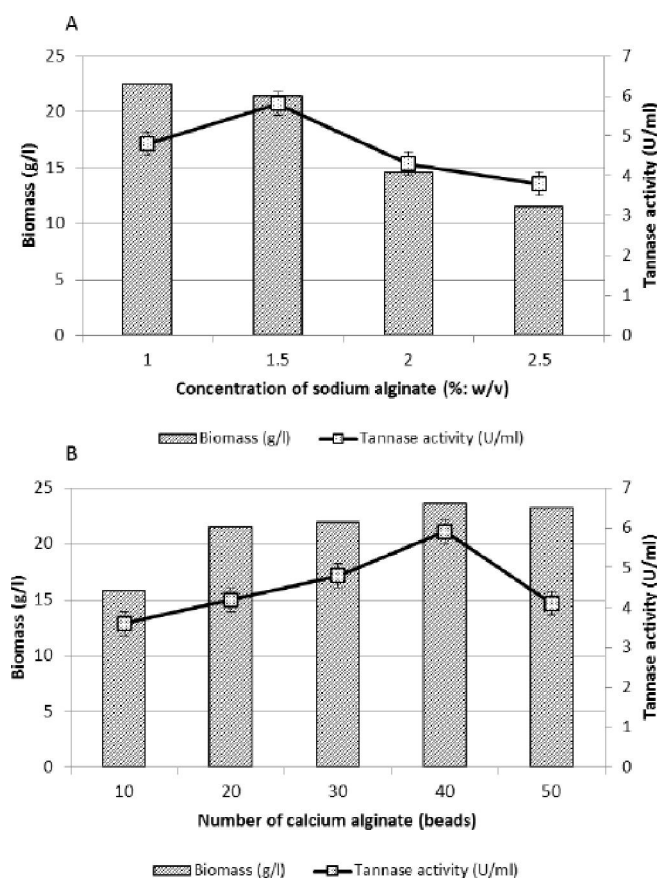 A
25
20
15
10
5
0
Biomass (g/l)
7
6
5
4
3
2
1
0
Tannase activity (U/ml)
1 1.5 2 2.5
Concentration of sodium alginate (%: w/v)
Biomass (g/l) Tannase activity (U/ml)
B
25
20
15
10
5
0
Biomass (g/l)
7
6
5
4
3
2
1
0
Tannase activity (U/ml)
10 20 30 40 50
Number of calcium alginate (beads)
Biomass (g/l) Tannase activity (U/ml)